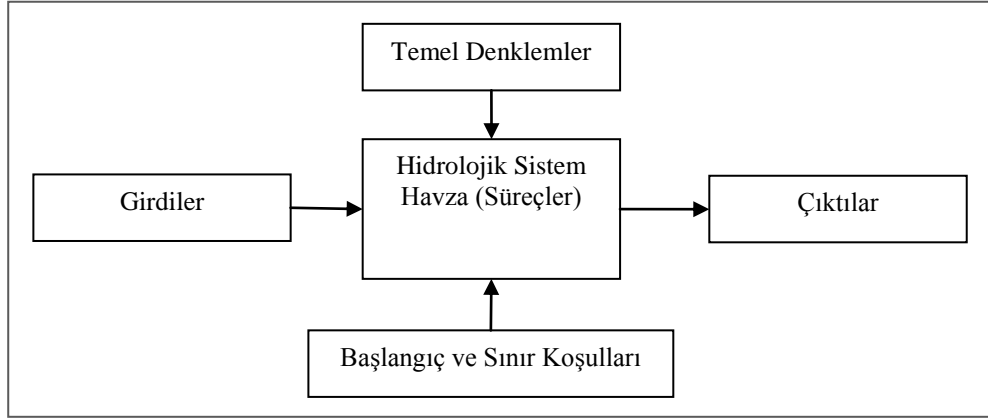 Temel Denklemler
Girdiler
Hidrolojik Sistem
Havza (Süreçler)
Çıktılar
Başlangıç ve Sınır Koşulları